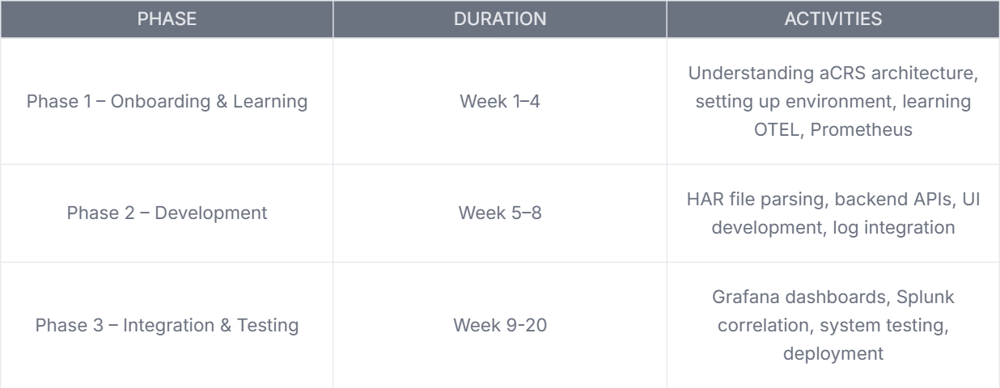 PHASE
DURATION
ACTIVITIES
Phase 1 – Onboarding & Learning
Week 1–4
Understanding aCRS architecture,
setting up environment, learning
OTEL, Prometheus
Phase 2 – Development
Week 5–8
HAR file parsing, backend APIs, UI
development, log integration
Phase 3 – Integration & Testing
Week 9-20
Grafana dashboards, Splunk
correlation, system testing,
deployment